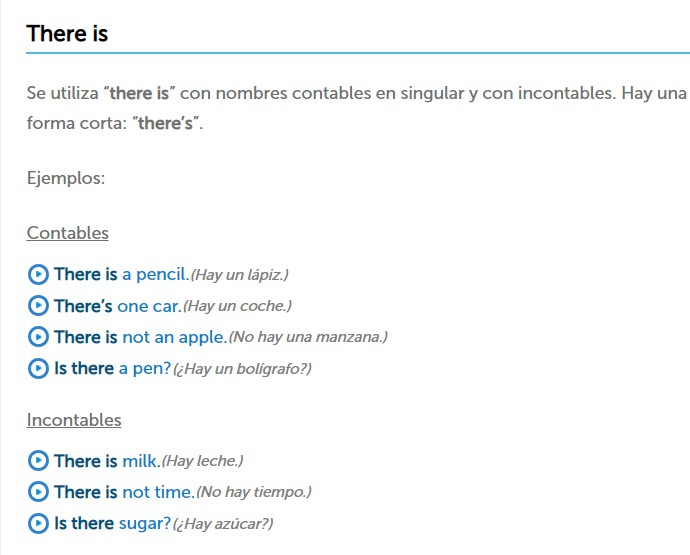 There is
Se utiliza “there is” con nombres contables en singular y con incontables. Hay una
forma corta: “there’s”.
Ejemplos:
Contables
There is a pencil.(Hay un lápiz.)
There’s one car.(Hay un coche.)
There is not an apple.(No hay una manzana.)
Is there a pen?(¿Hay un bolígrafo?)
Incontables
There is milk.(Hay leche.)
There is not time.(No hay tiempo.)
Is there sugar?(¿Hay azúcar?)